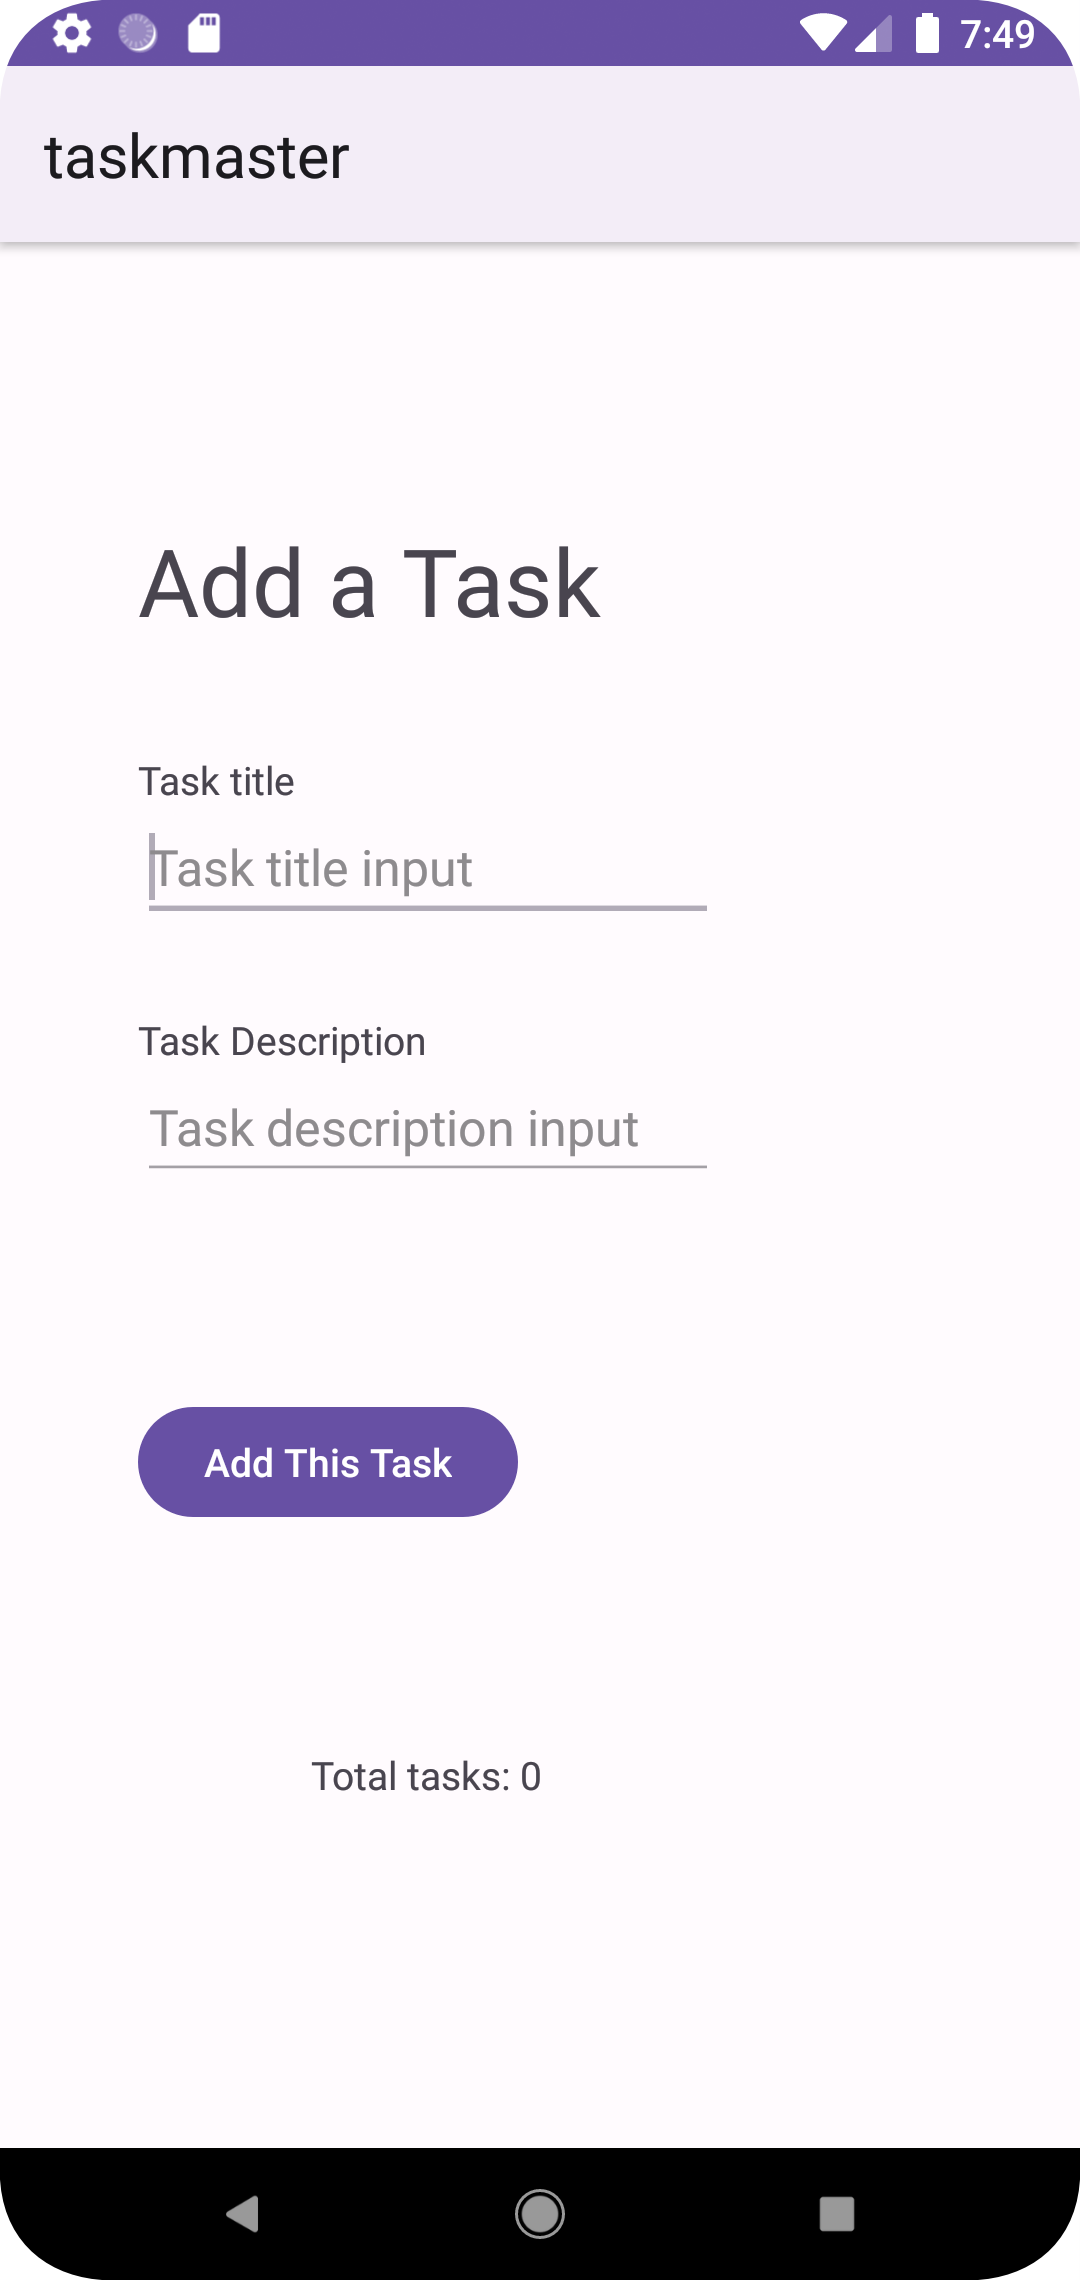 7:49
taskmaster
Add a Task
Task title
Task title input
Task Description
Task description input
Add This Task
Total tasks: 0